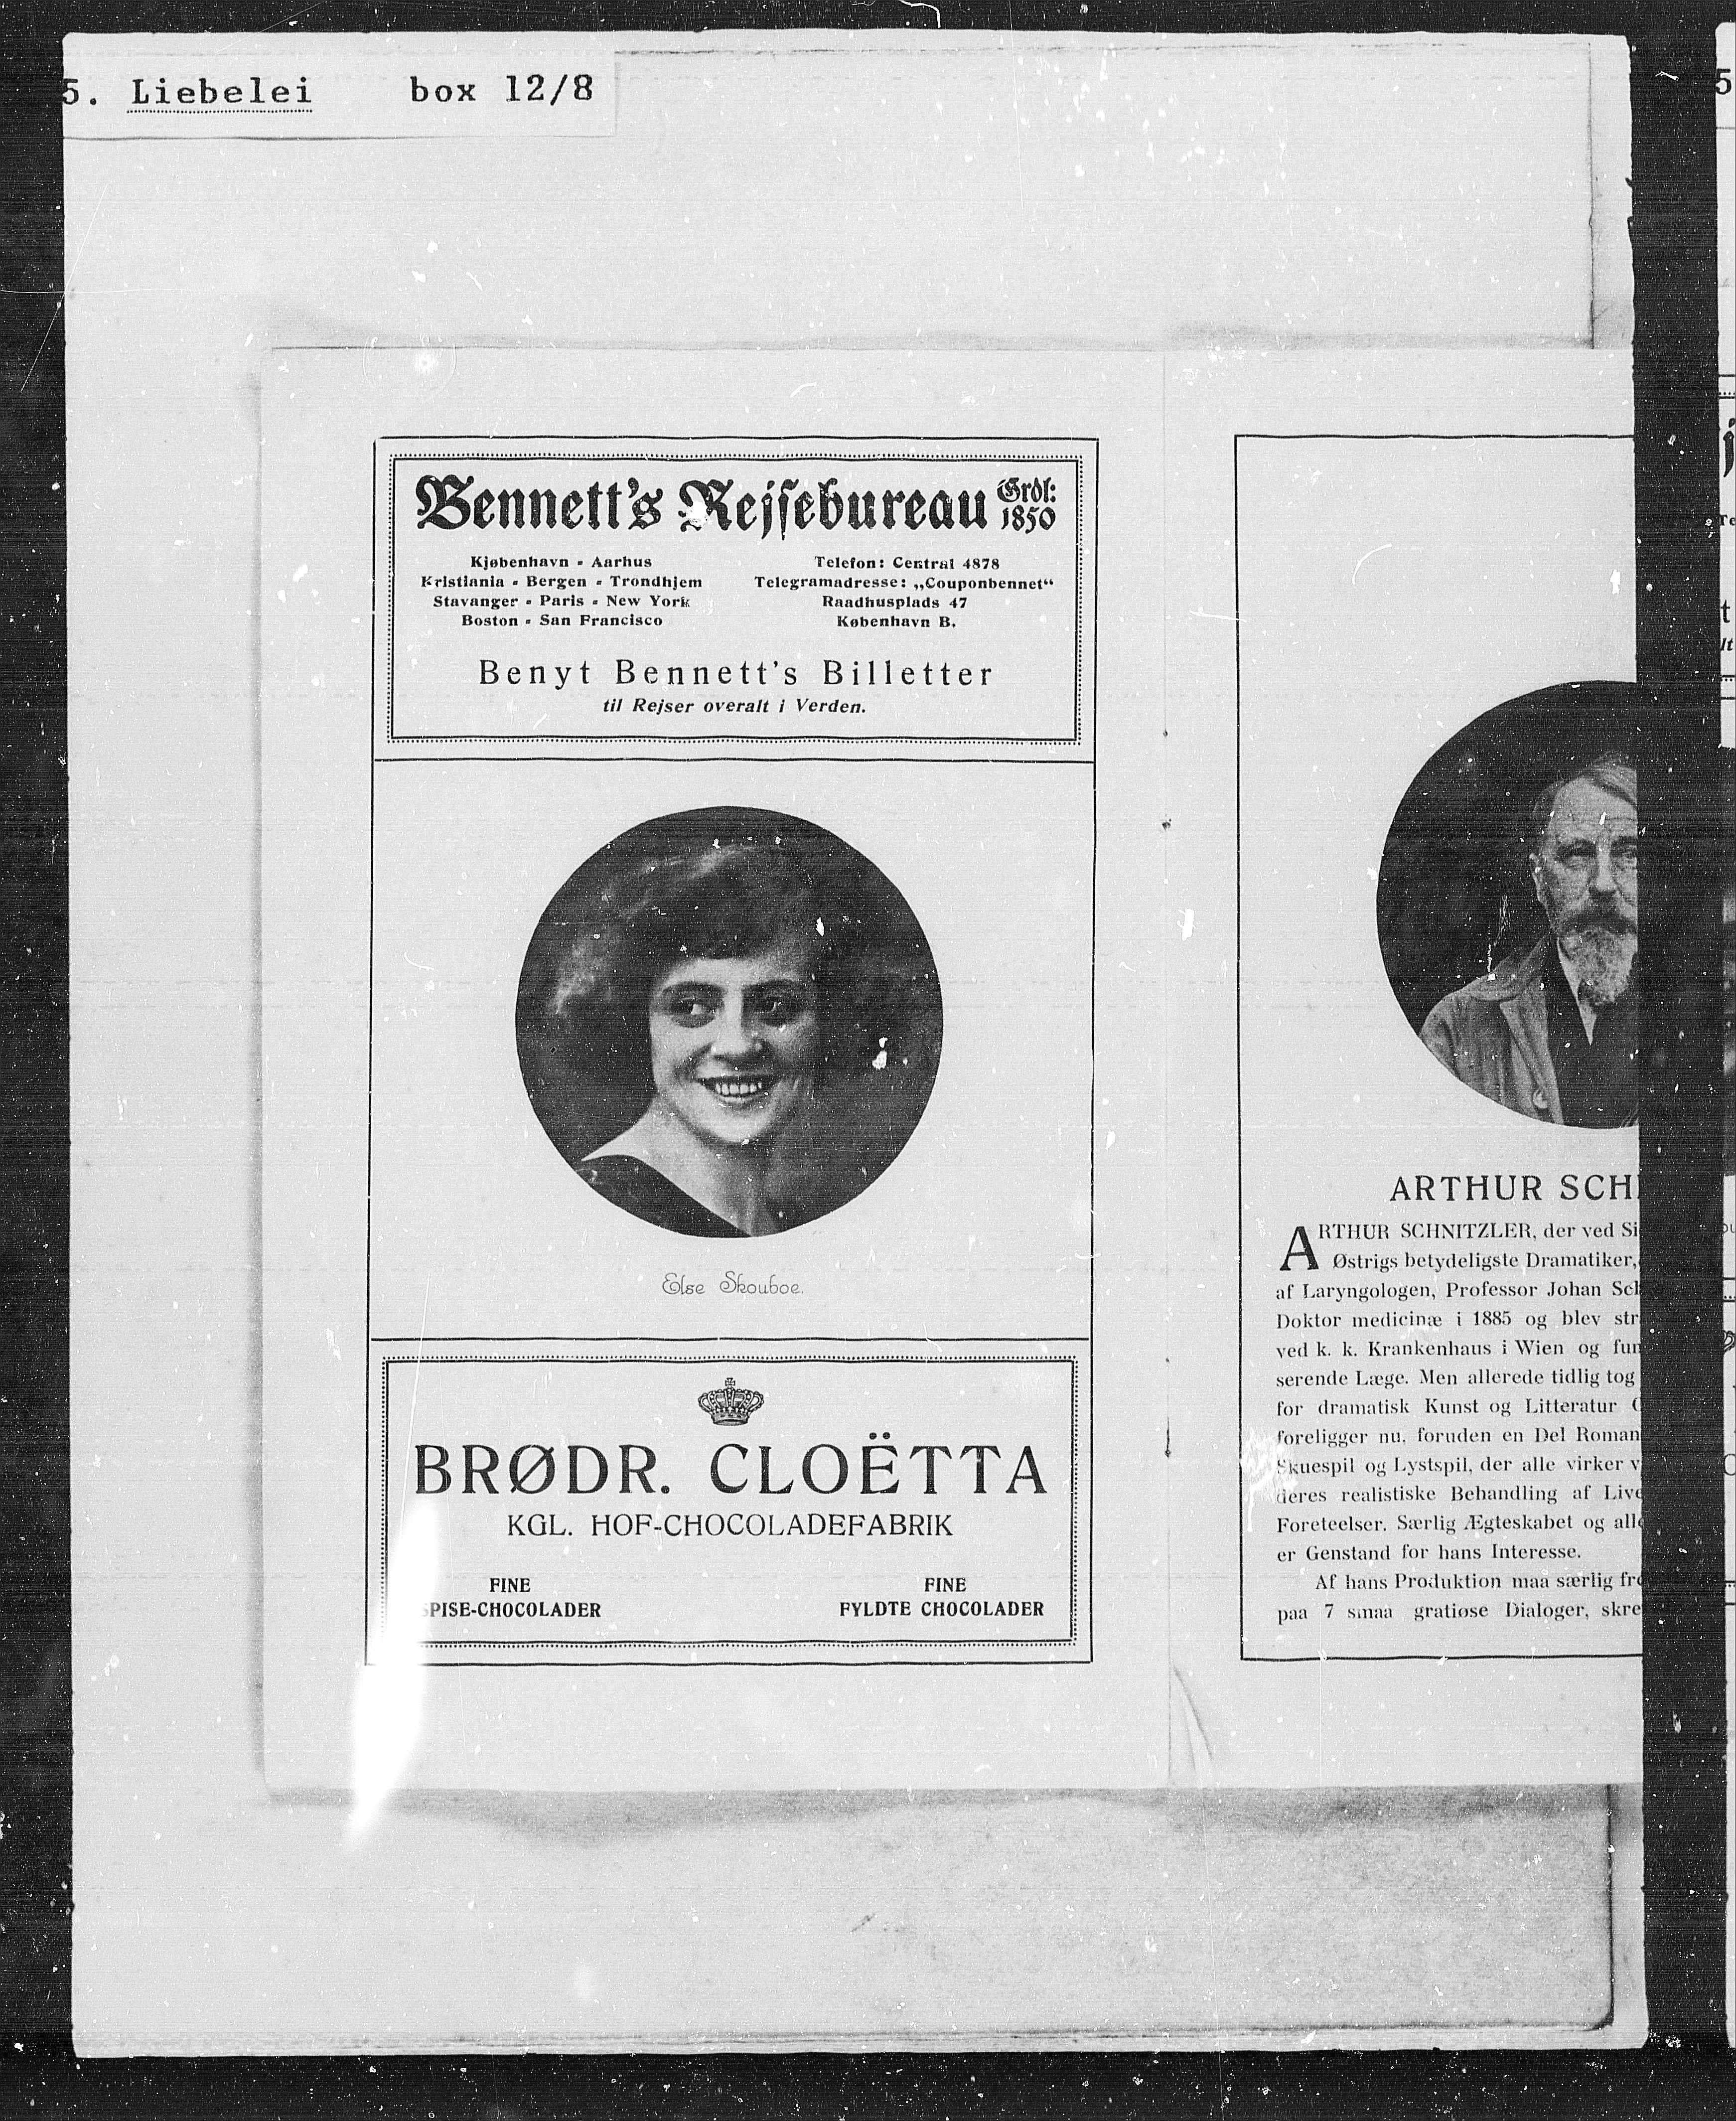 5. Liebelei box 12/8
Bennett's Rejsebureau Grdl: 1850
Kjøbenhavn - Aarhus
Kristiania - Bergen - Trondhjem
Stavanger - Paris - New York
Boston - San Francisco
Telefon: Central 4878
Telegramadresse: „Couponbennet“
Raadhusplads 47
København B.
Benyt Bennett's Billetter
til Rejser overalt i Verden.
Else Skouboe.
BRØDR. CLOËTTA
KGL. HOF-CHOCOLADEFABRIK
FINE
SPISE-CHOCOLADER
FINE
FYLDTE CHOCOLADER
ARTHUR SCH
ARTHUR SCHNITZLER, der ved Si
Østrigs betydeligste Dramatiker,
af Laryngologen, Professor Johan Sch
Doktor medicinæ i 1885 og blev str
ved k. k. Krankenhaus i Wien og fun
serende Læge. Men allerede tidlig tog
for dramatisk Kunst og Litteratur
foreligger nu, foruden en Del Roman
Skuespil og Lystspil, der alle virker v
deres realistiske Behandling af Live
Foreteelser. Særlig Ægteskabet og alle
er Genstand for hans Interesse.
Af hans Produktion maa særlig fre
paa 7 smaa gratiøse Dialoger, skre